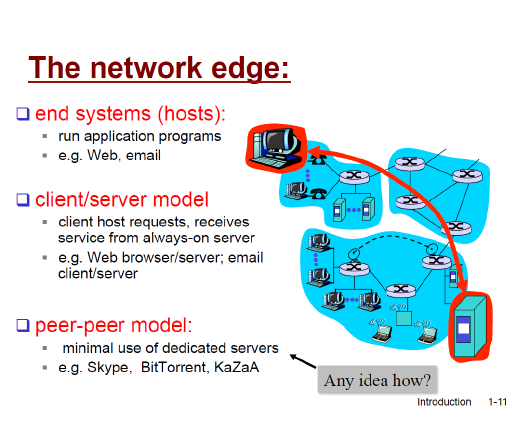 The network edge:
end systems (hosts):
run application programs
e.g. Web, email
client/server model
client host requests, receives
service from always-on server
e.g. Web browser/server; email
client/server
peer-peer model:
minimal use of dedicated servers
e.g. Skype, BitTorrent, KaZaA
Any idea how?
Introduction 1-11